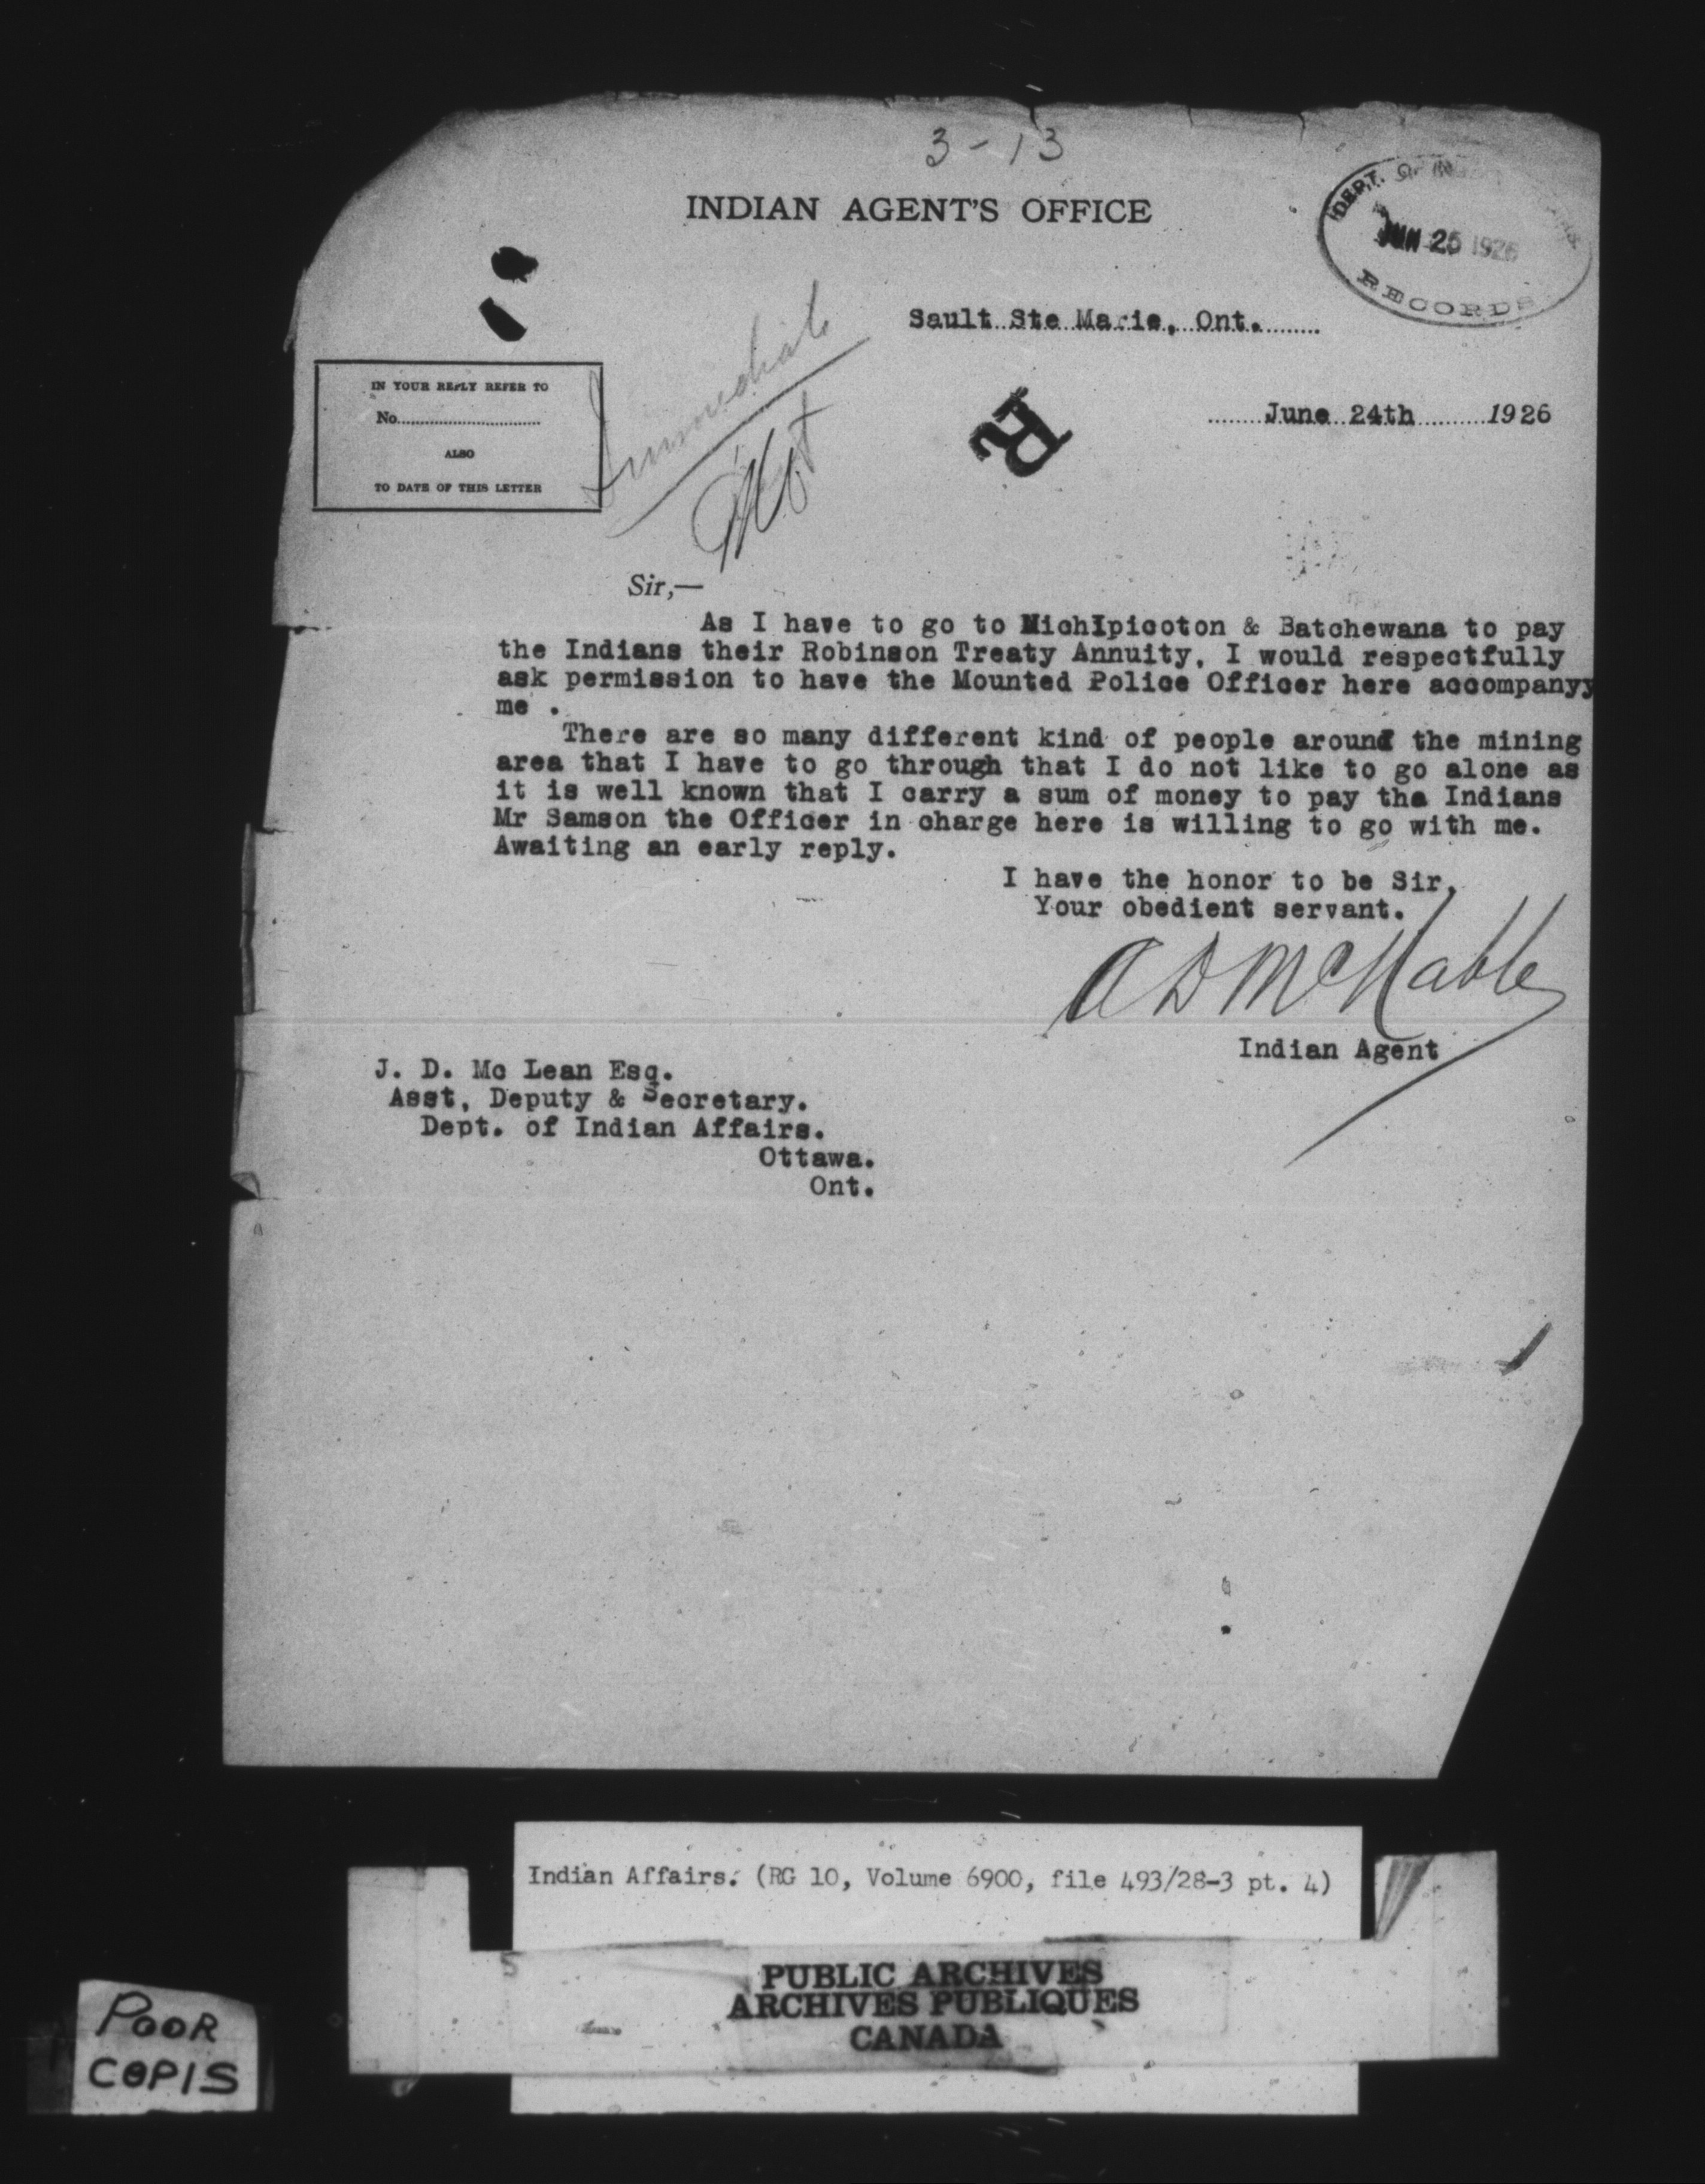 3-13
INDIAN AGENT'S OFFICE
DEPT. OF IN
JUN 25 1926
RECORDS
Sault Ste Marie, Ont.
Immediate
IN YOUR REPLY REFER TO
No.
ALSO
TO DATE OF THIS LETTER
R
June 24th 1926
Sir,—
As I have to go to MichIpicoton & Batchewana to pay
the Indians their Robinson Treaty Annuity, I would respectfully
ask permission to have the Mounted Police Officer here accompanyy
me .
There are so many different kind of people around the mining
area that I have to go through that I do not like to go alone as
it is well known that I carry a sum of money to pay the Indians
Mr Samson the Officer in charge here is willing to go with me.
Awaiting an early reply.
I have the honor to be Sir,
Your obedient servant.
A D McNabb
Indian Agent
J. D. Mc Lean Esq.
Asst, Deputy & Secretary.
Dept. of Indian Affairs.
Ottawa.
Ont.
Indian Affairs. (RG 10, Volume 6900, file 493/28-3 pt. 4)
PUBLIC ARCHIVES
ARCHIVES PUBLIQUES
CANADA
POOR
COPIS